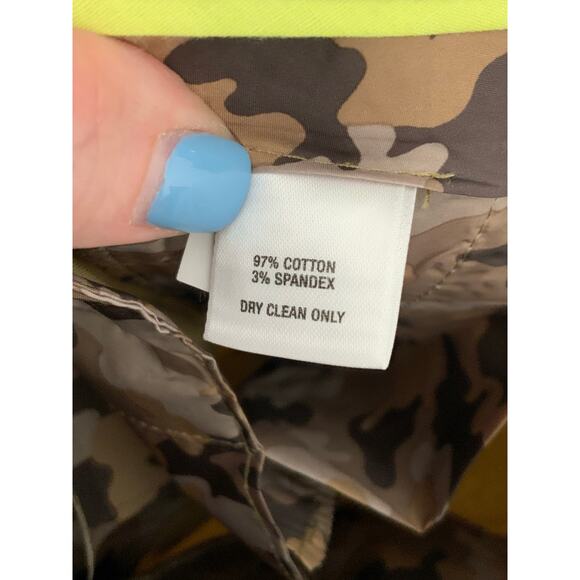 97% COTTON
3% SPANDEX
DRY CLEAN ONLY